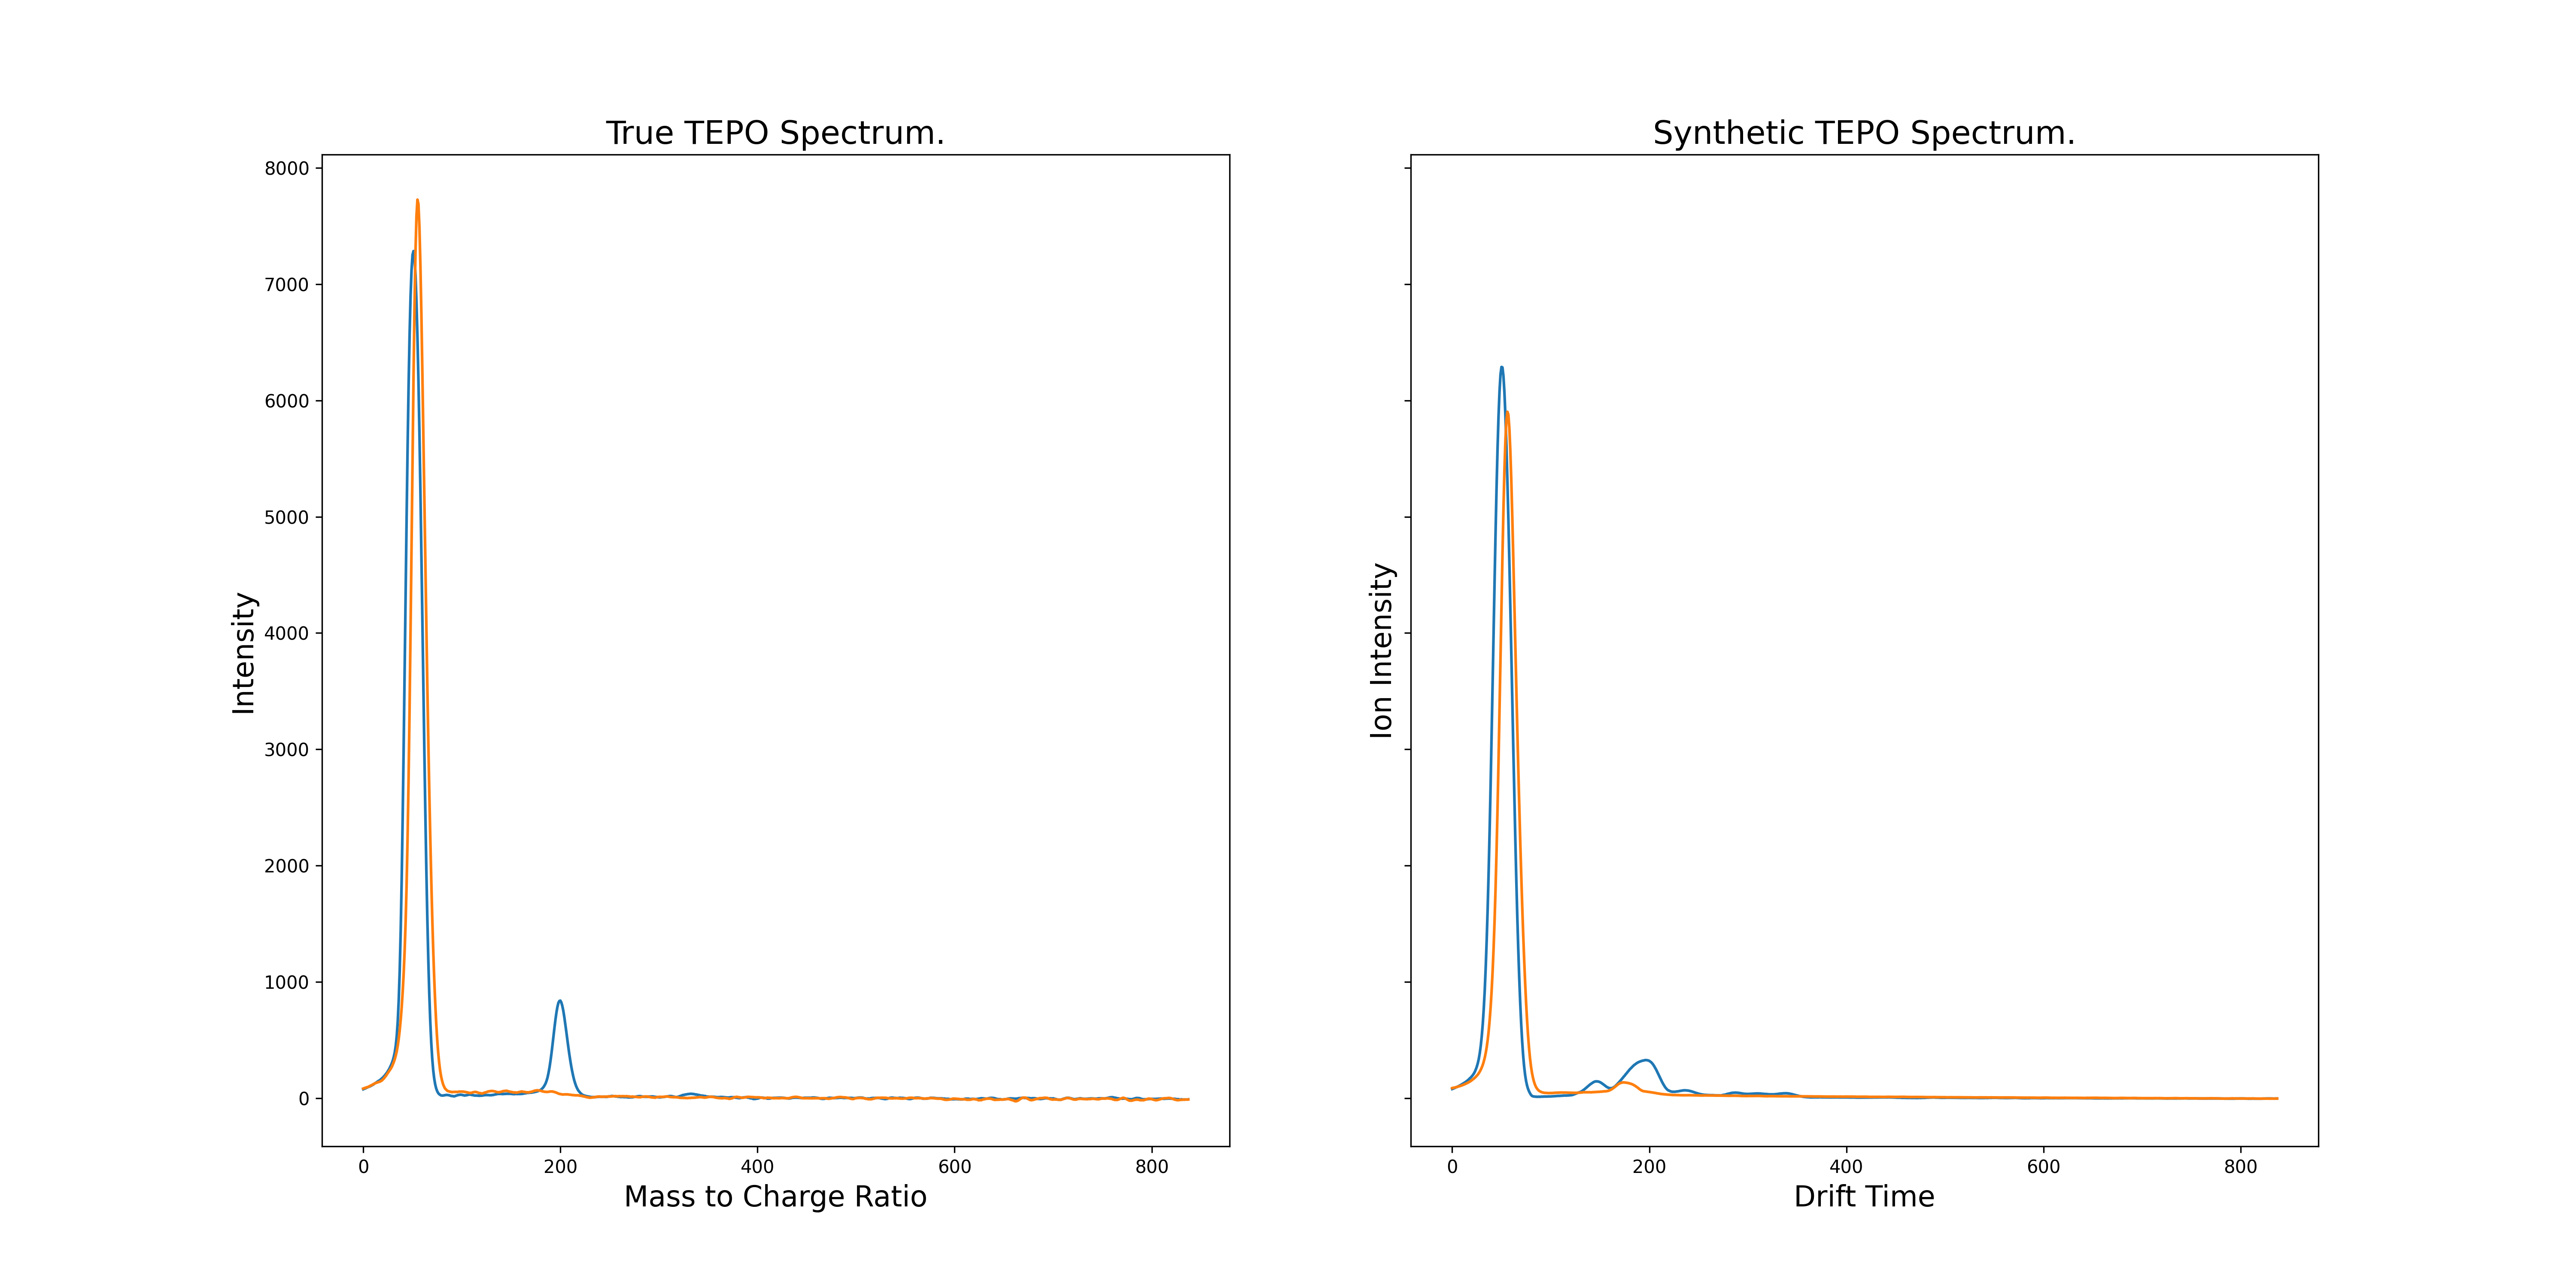 True TEPO Spectrum.
8000
7000
6000
5000
4000
3000
2000
1000
0
Intensity
0 200 400 600 800
Mass to Charge Ratio
Synthetic TEPO Spectrum.
Ion Intensity
0 200 400 600 800
Drift Time